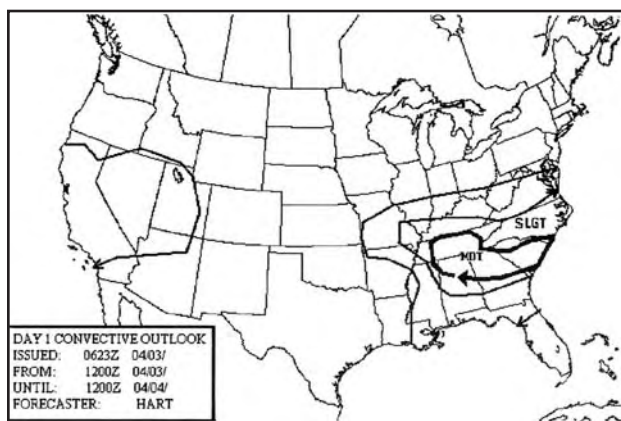 SLGT
MDT
DAY 1 CONVECTIVE OUTLOOK
ISSUED: 0623Z 04/03/
FROM: 1200Z 04/03/
UNTIL: 1200Z 04/04/
FORECASTER: HART